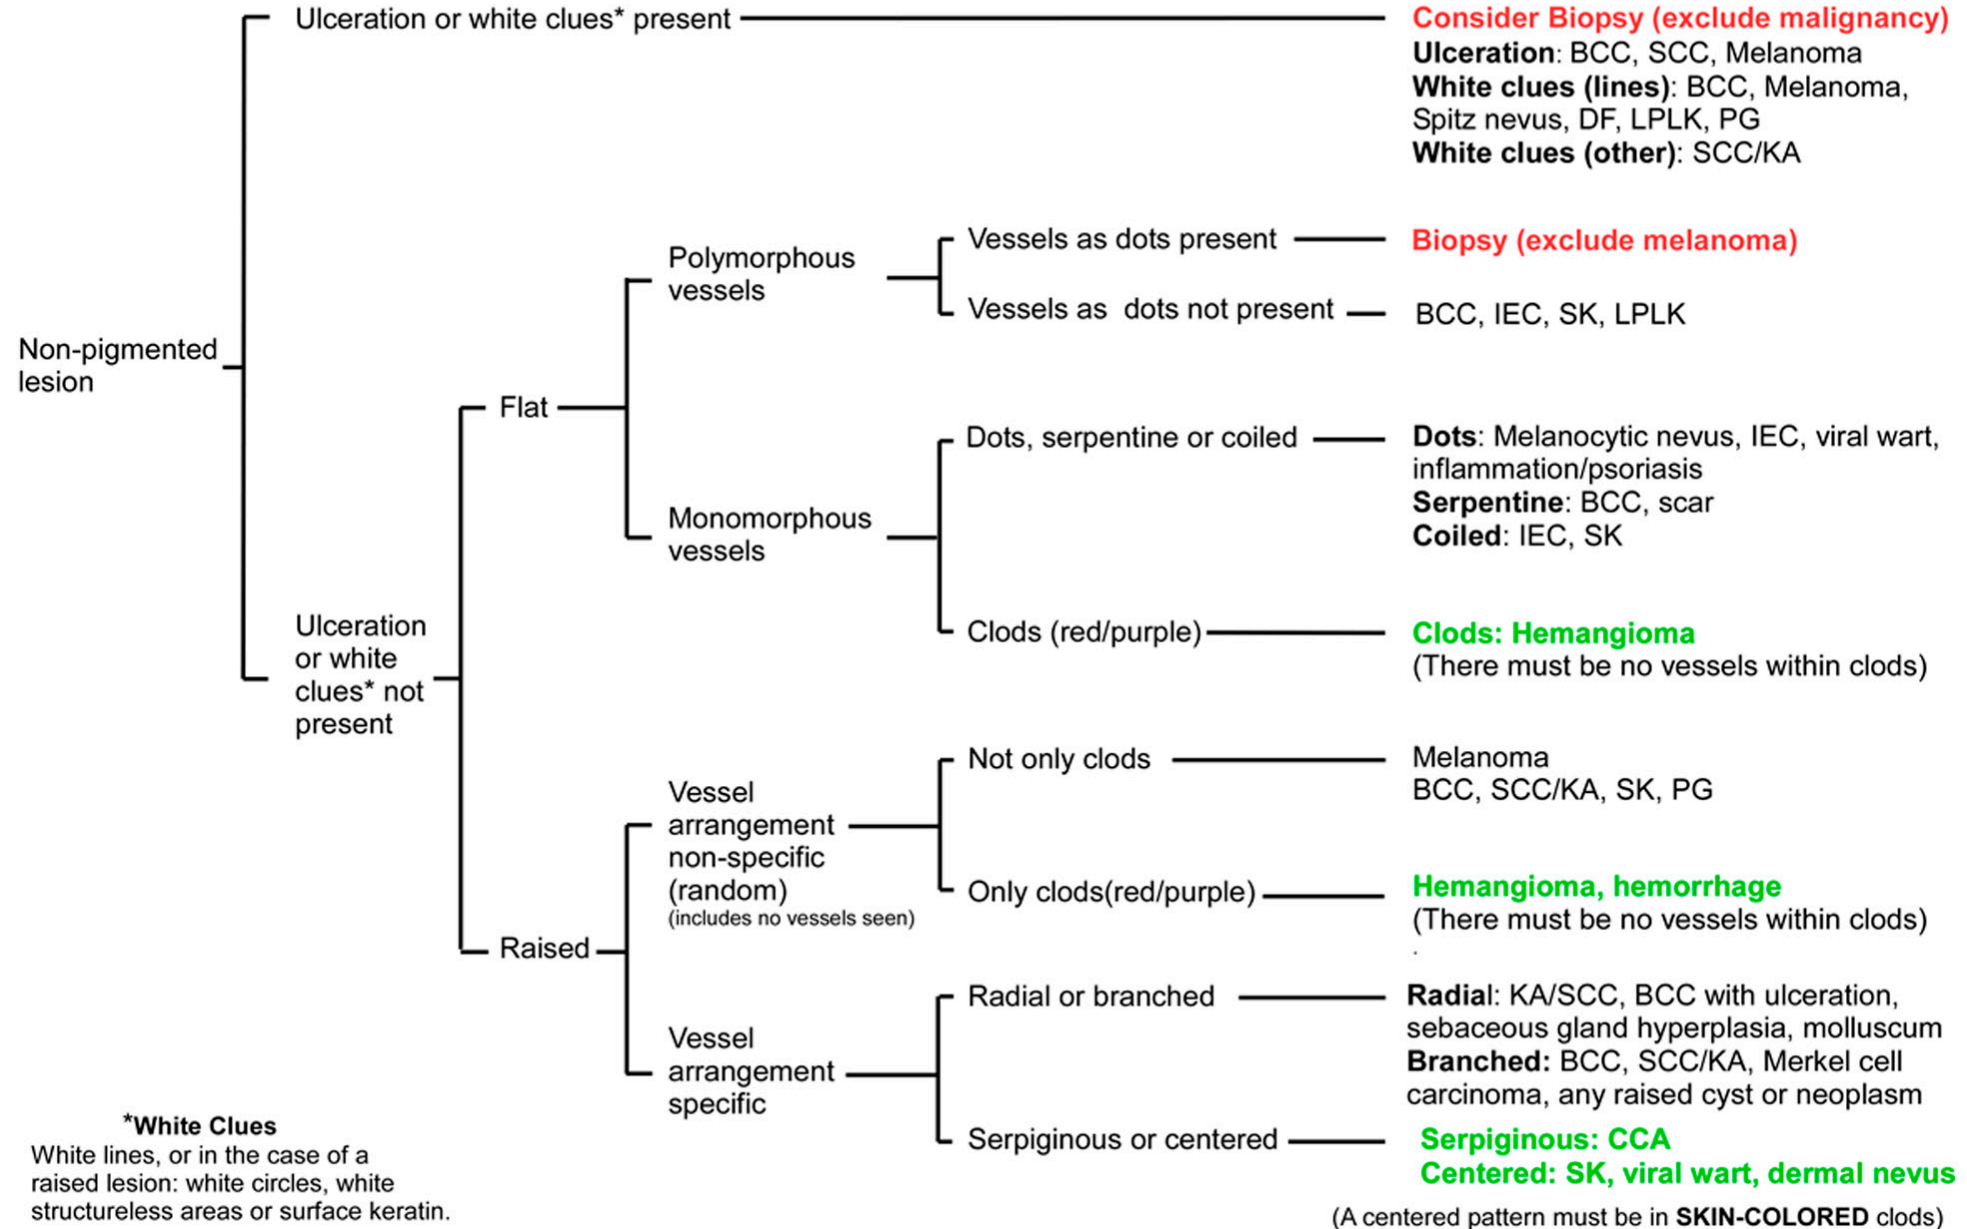 Ulceration or white clues* present
Consider Biopsy (exclude malignancy)
Ulceration: BCC, SCC, Melanoma
White clues (lines): BCC, Melanoma,
Spitz nevus, DF, LPLK, PG
White clues (other): SCC/KA
Polymorphous
vessels
Vessels as dots present
Biopsy (exclude melanoma)
Vessels as dots not present
BCC, IEC, SK, LPLK
Non-pigmented
lesion
Flat
Dots, serpentine or coiled
Dots: Melanocytic nevus, IEC, viral wart,
inflammation/psoriasis
Serpentine: BCC, scar
Coiled: IEC, SK
Monomorphous
vessels
Clods (red/purple)
Clods: Hemangioma
(There must be no vessels within clods)
Ulceration
or white
clues* not
present
Not only clods
Melanoma
BCC, SCC/KA, SK, PG
Vessel
arrangement
non-specific
(random)
(includes no vessels seen)
Only clods(red/purple)
Hemangioma, hemorrhage
(There must be no vessels within clods)
.
Raised
Radial or branched
Radial: KA/SCC, BCC with ulceration,
sebaceous gland hyperplasia, molluscum
Branched: BCC, SCC/KA, Merkel cell
carcinoma, any raised cyst or neoplasm
Vessel
arrangement
specific
Serpiginous or centered
Serpiginous: CCA
Centered: SK, viral wart, dermal nevus
(A centered pattern must be in SKIN-COLORED clods)
*White Clues
White lines, or in the case of a
raised lesion: white circles, white
structureless areas or surface keratin.